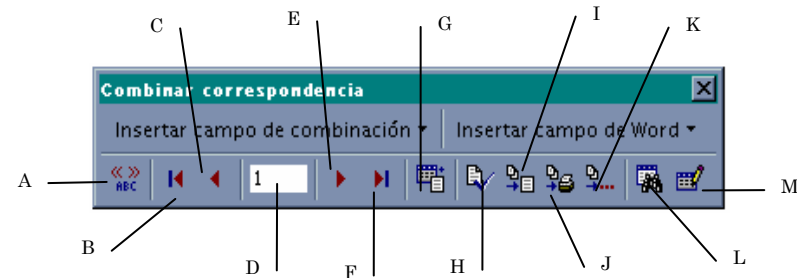 C E G I K
Combinar correspondencia
Insertar campo de combinación Insertar campo de Word
A « » ABC 1 M
B D F H J L